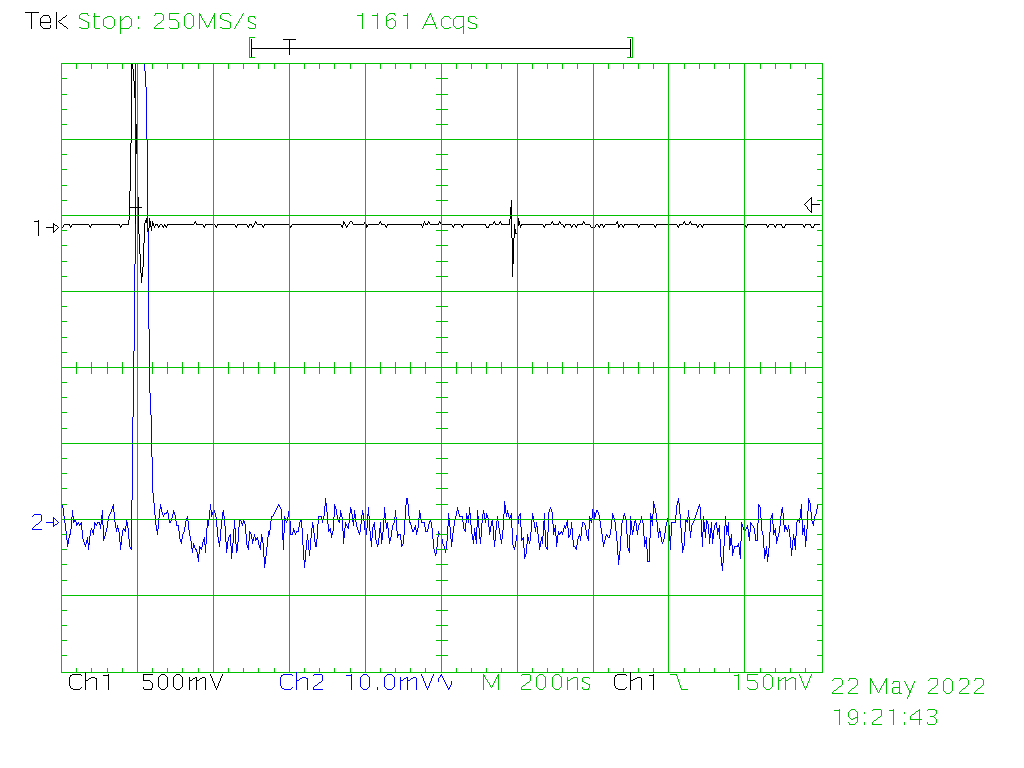 Tek Stop: 250MS/s 1161 Acqs
T
1
2
Ch1 500mV Ch2 10.0mV M 200ns Ch1 150mV
22 May 2022
19:21:43